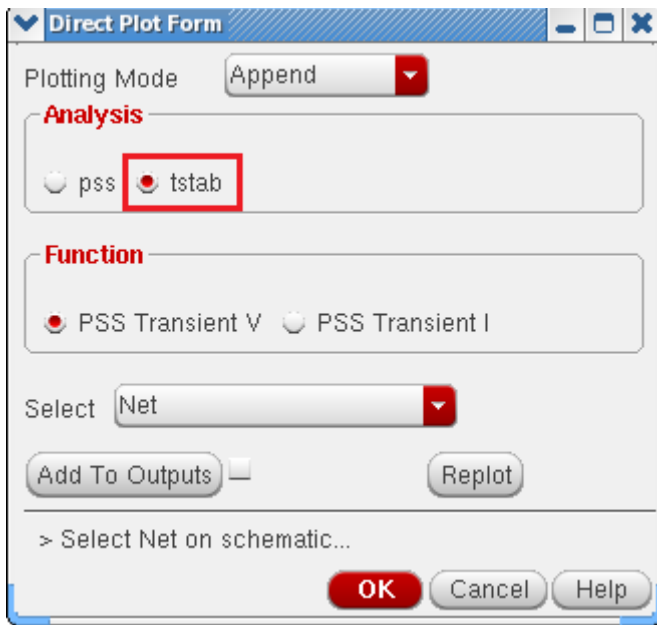 Direct Plot Form
Plotting Mode Append
Analysis
pss tstab
Function
PSS Transient V PSS Transient I
Select Net
Add To Outputs Replot
> Select Net on schematic...
OK Cancel Help